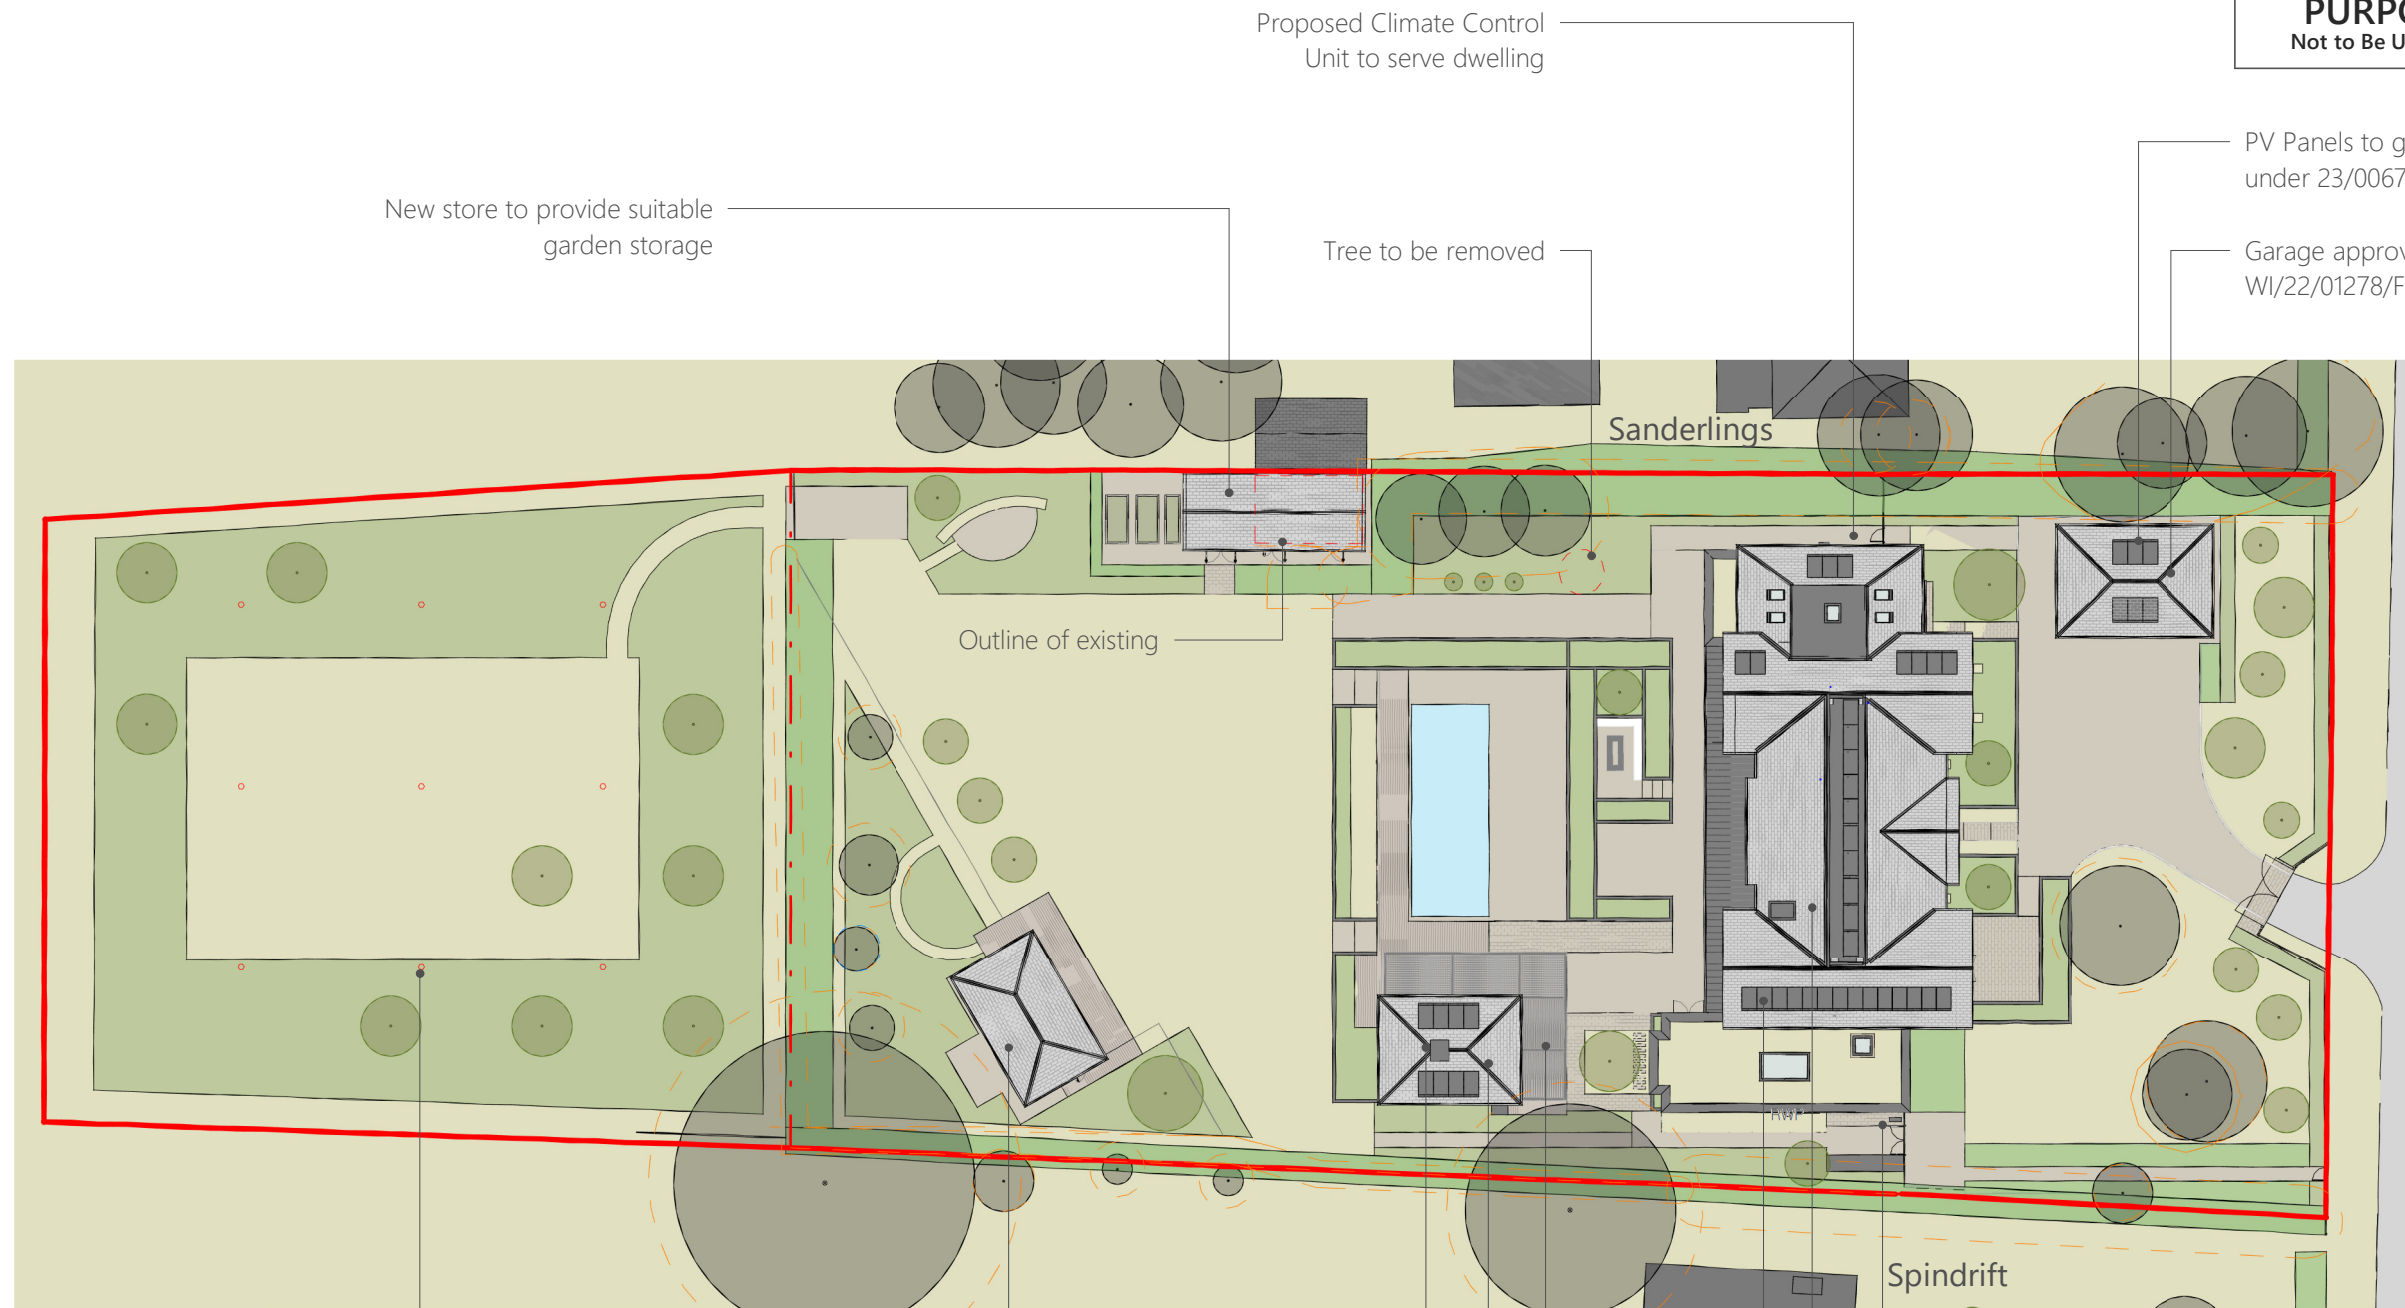 Proposed Climate Control
Unit to serve dwelling
PURPO
Not to Be U
PV Panels to g
under 23/0067
New store to provide suitable
garden storage
Tree to be removed
Garage approv
WI/22/01278/F
Sanderlings
Outline of existing
Spindrift